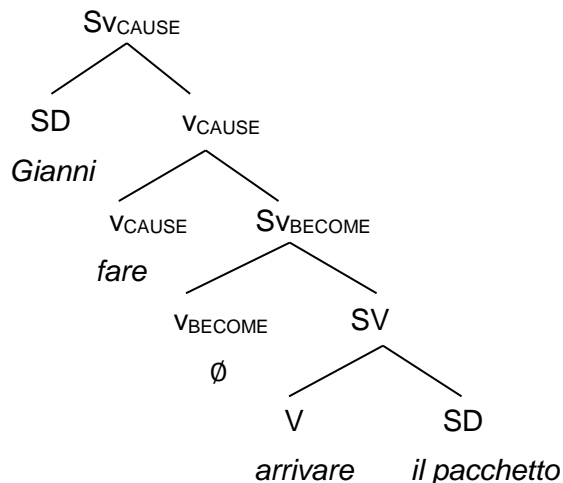 SvCAUSE
SD vCAUSE
Gianni
vCAUSE SvBECOME
fare
vBECOME SV
∅
V SD
arrivare il pacchetto